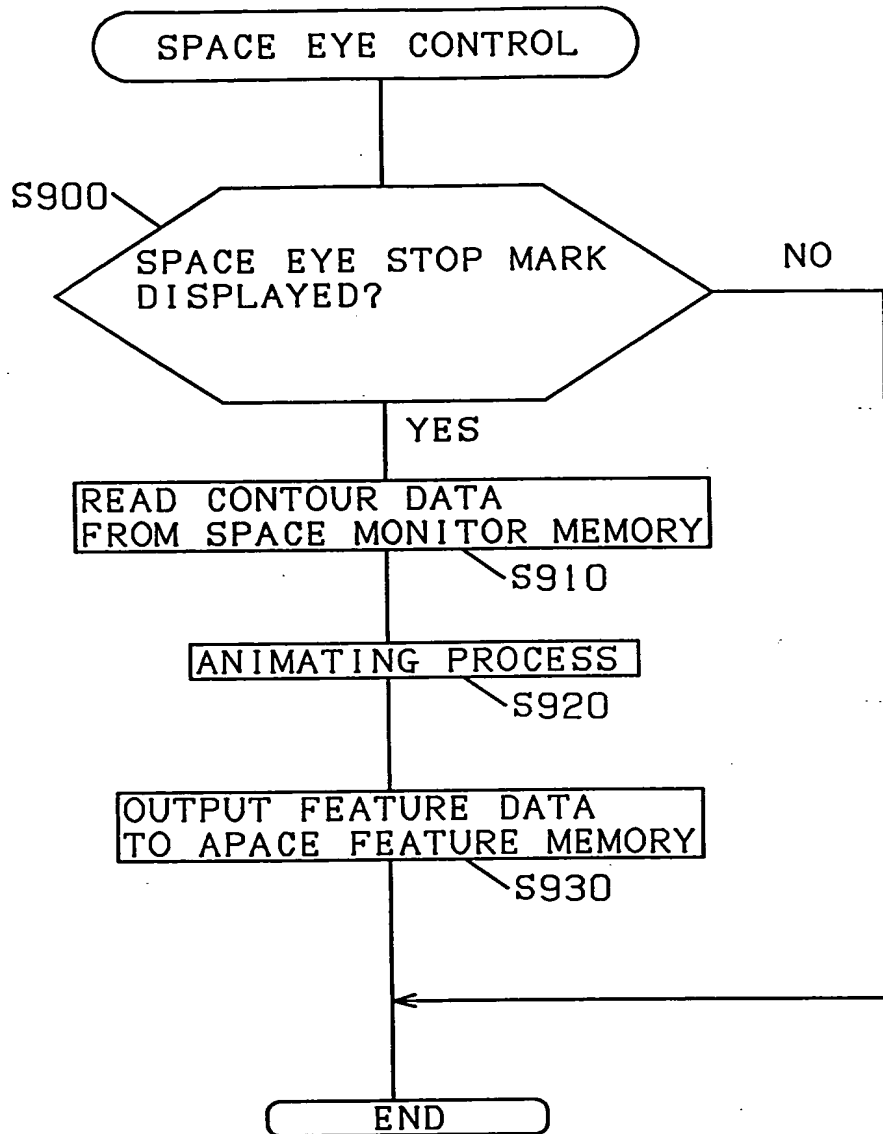 SPACE EYE CONTROL
S900
SPACE EYE STOP MARK
DISPLAYED?
NO
YES
READ CONTOUR DATA
FROM SPACE MONITOR MEMORY
S910
ANIMATING PROCESS
S920
OUTPUT FEATURE DATA
TO APACE FEATURE MEMORY
S930
END